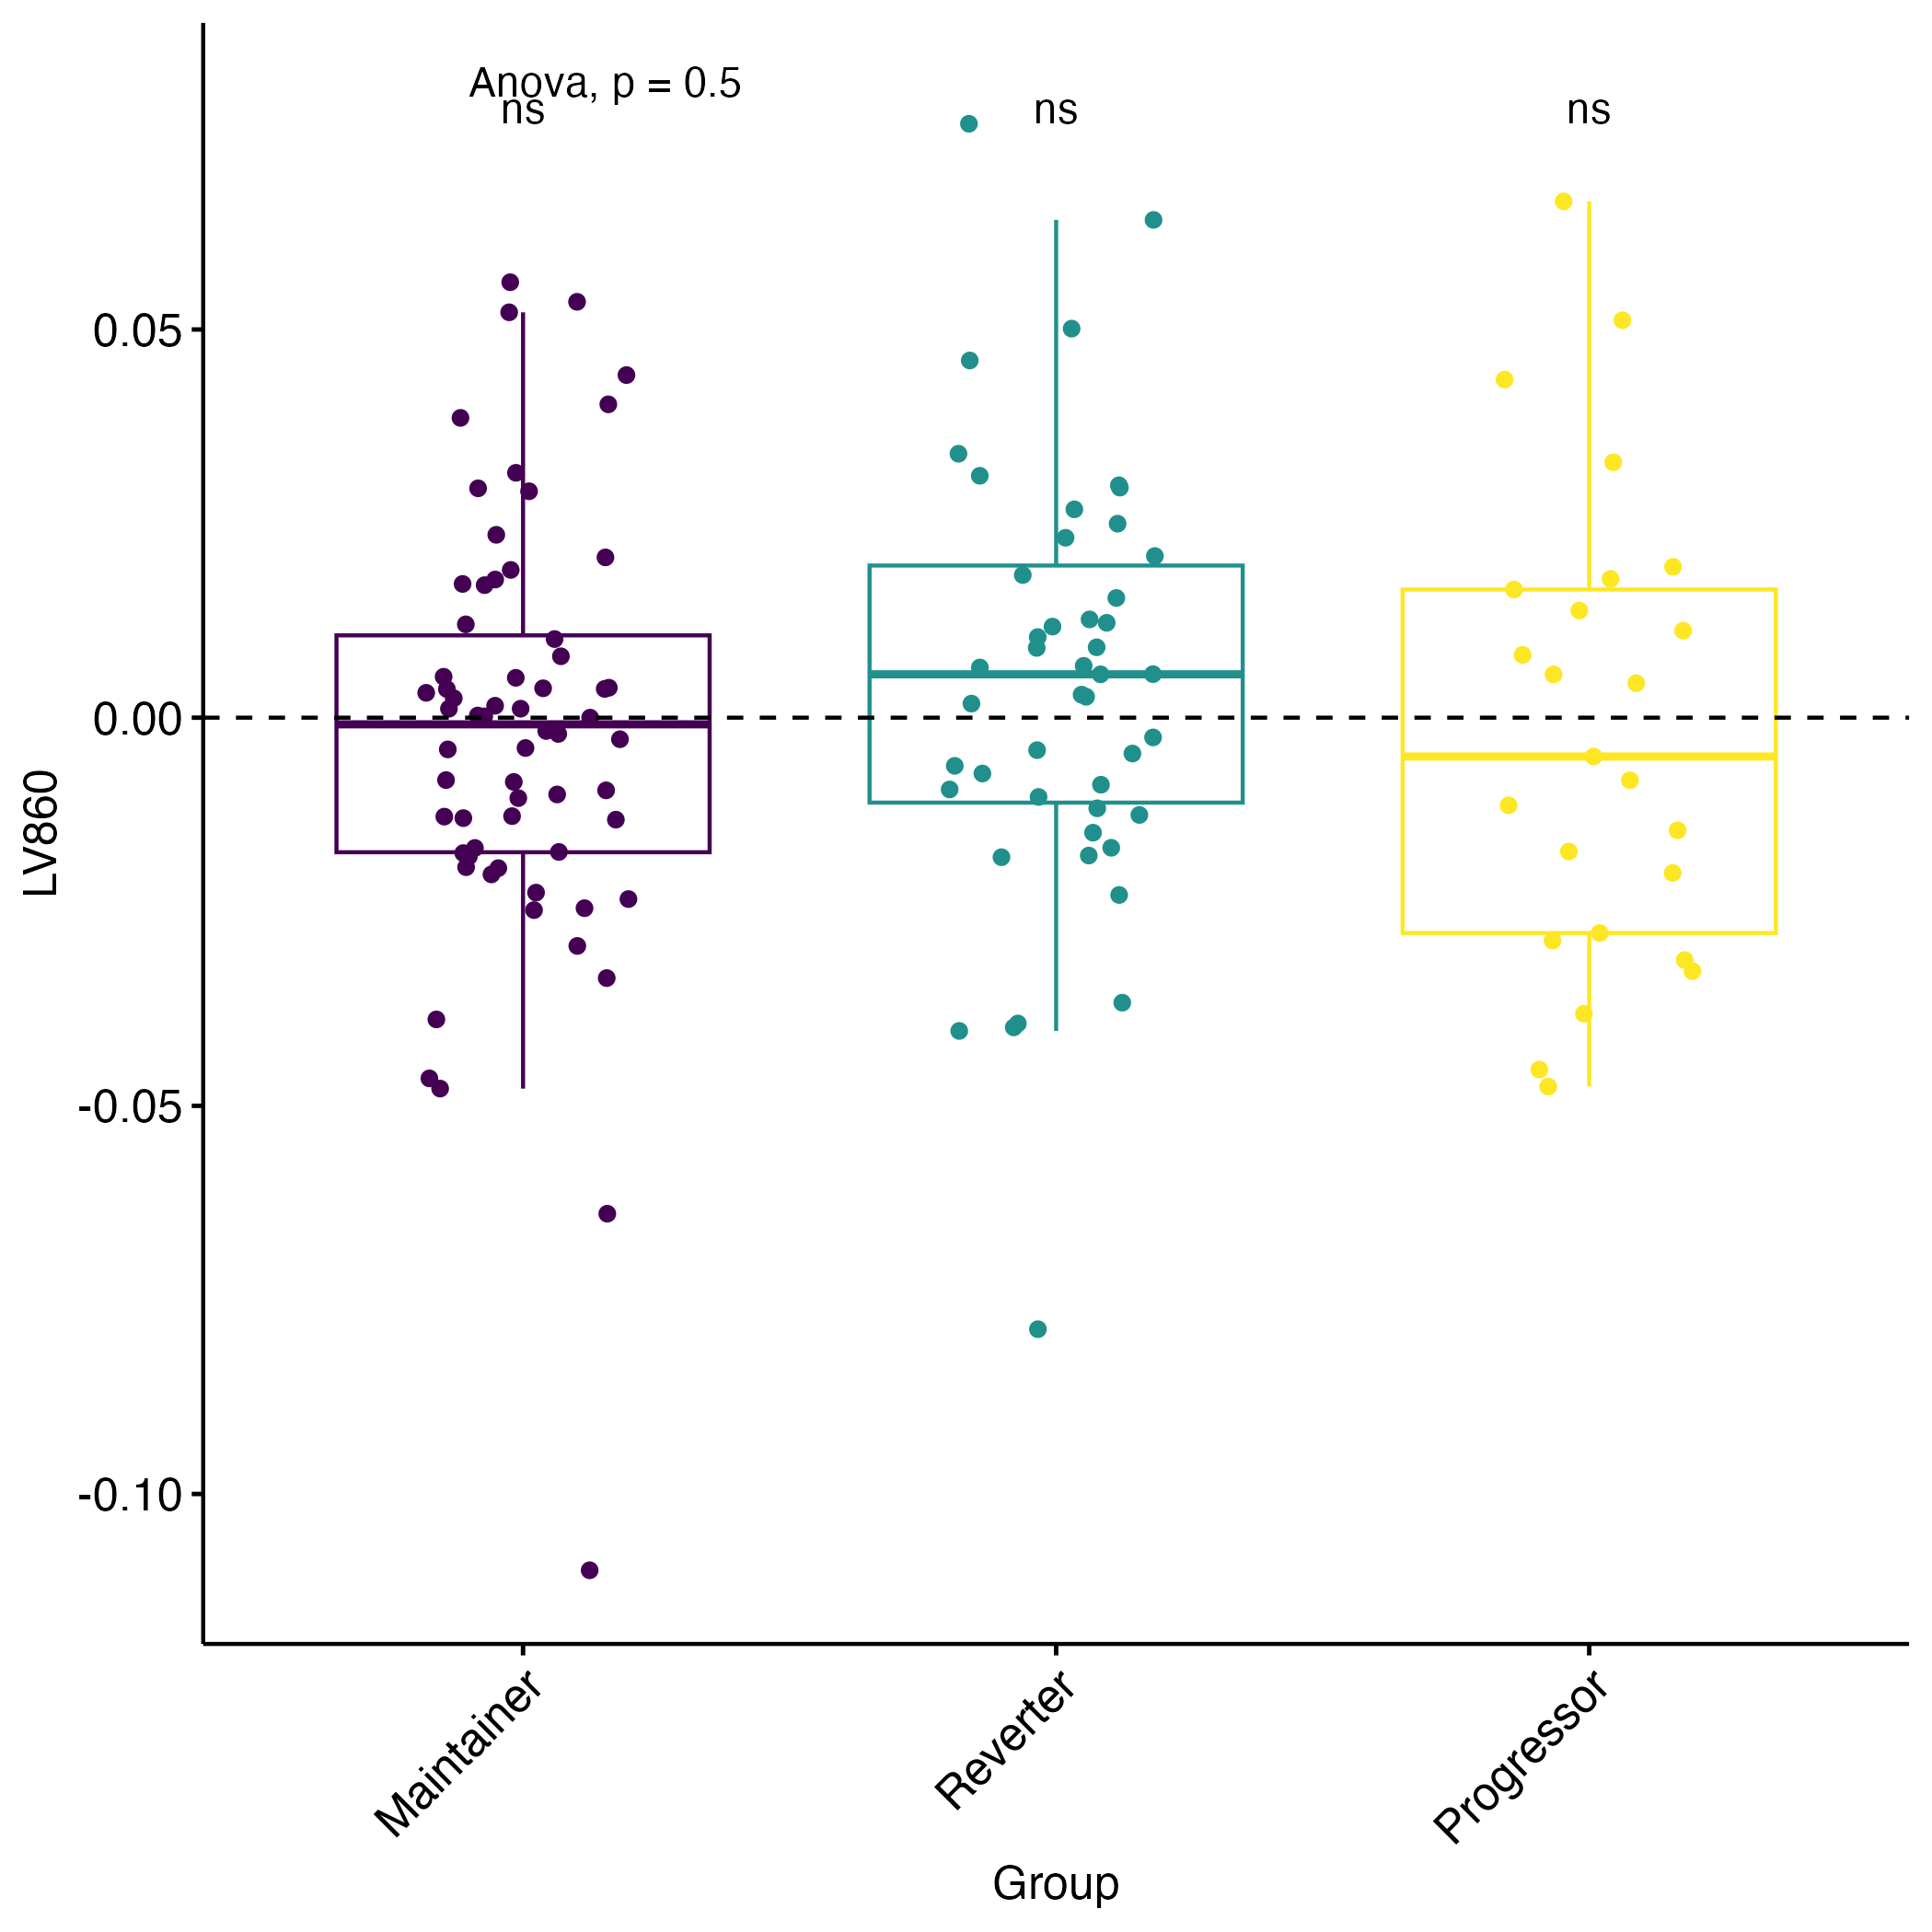 Anova, p = 0.5
ns
ns
ns
0.05
0.00
-0.05
-0.10
LV860
Maintainer
Reverter
Progressor
Group